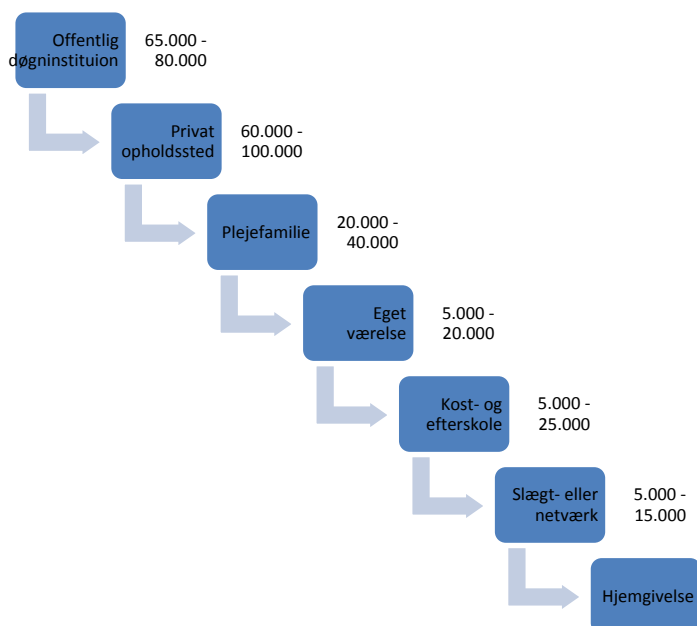 Offentlig
døgninstituion
65.000 -
80.000
Privat
opholdssted
60.000 -
100.000
Plejefamilie
20.000 -
40.000
Eget
værelse
5.000 -
20.000
Kost- og
efterskole
5.000 -
25.000
Slægt- eller
netværk
5.000 -
15.000
Hjemgivelse